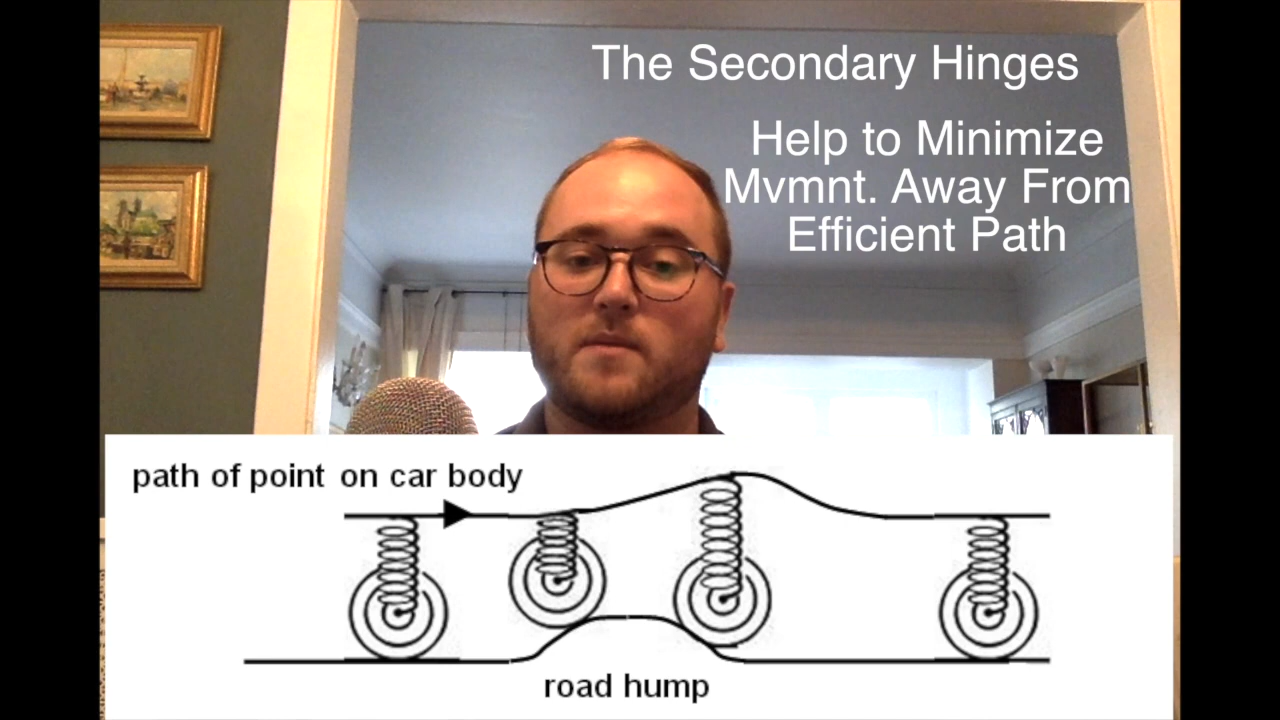 The Secondary Hinges
Help to Minimize
Mvmnt. Away From
Efficient Path
path of point on car body
road hump